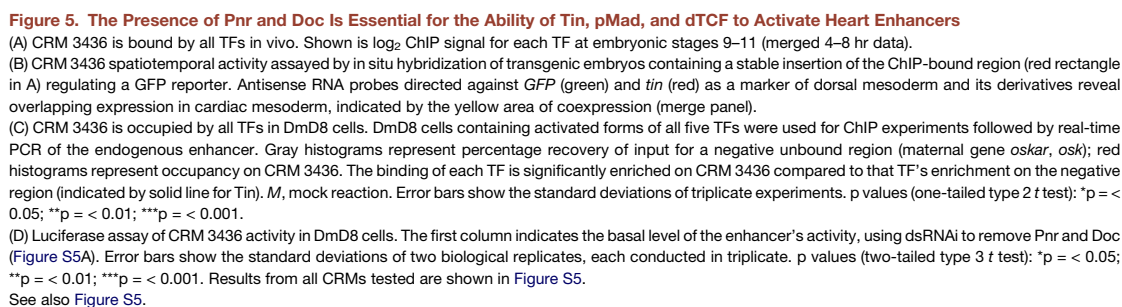 Figure 5. The Presence of Pnr and Doc Is Essential for the Ability of Tin, pMad, and dTCF to Activate Heart Enhancers
(A) CRM 3436 is bound by all TFs in vivo. Shown is log2 ChIP signal for each TF at embryonic stages 9–11 (merged 4–8 hr data).
(B) CRM 3436 spatiotemporal activity assayed by in situ hybridization of transgenic embryos containing a stable insertion of the ChIP-bound region (red rectangle
in A) regulating a GFP reporter. Antisense RNA probes directed against GFP (green) and tin (red) as a marker of dorsal mesoderm and its derivatives reveal
overlapping expression in cardiac mesoderm, indicated by the yellow area of coexpression (merge panel).
(C) CRM 3436 is occupied by all TFs in DmD8 cells. DmD8 cells containing activated forms of all five TFs were used for ChIP experiments followed by real-time
PCR of the endogenous enhancer. Gray histograms represent percentage recovery of input for a negative unbound region (maternal gene oskar, osk); red
histograms represent occupancy on CRM 3436. The binding of each TF is significantly enriched on CRM 3436 compared to that TF's enrichment on the negative
region (indicated by solid line for Tin). M, mock reaction. Error bars show the standard deviations of triplicate experiments. p values (one-tailed type 2 t test): *p = <
0.05; **p = < 0.01; ***p = < 0.001.
(D) Luciferase assay of CRM 3436 activity in DmD8 cells. The first column indicates the basal level of the enhancer's activity, using dsRNAi to remove Pnr and Doc
(Figure S5A). Error bars show the standard deviations of two biological replicates, each conducted in triplicate. p values (two-tailed type 3 t test): *p = < 0.05;
**p = < 0.01; ***p = < 0.001. Results from all CRMs tested are shown in Figure S5.
See also Figure S5.